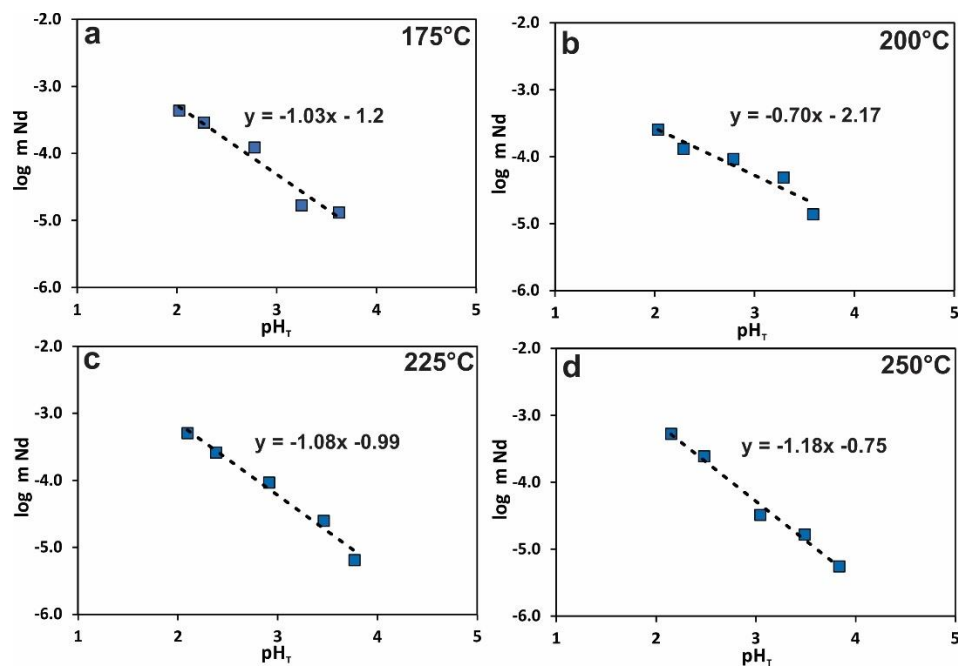 a
175°C
-2.0
-3.0
-4.0
-5.0
-6.0
log m Nd
y = -1.03x - 1.2
1 2 3 4 5
pHT
b
200°C
-2.0
-3.0
-4.0
-5.0
-6.0
log m Nd
y = -0.70x - 2.17
1 2 3 4 5
pHT
c
225°C
-2.0
-3.0
-4.0
-5.0
-6.0
log m Nd
y = -1.08x -0.99
1 2 3 4 5
pHT
d
250°C
-2.0
-3.0
-4.0
-5.0
-6.0
log m Nd
y = -1.18x -0.75
1 2 3 4 5
pHT